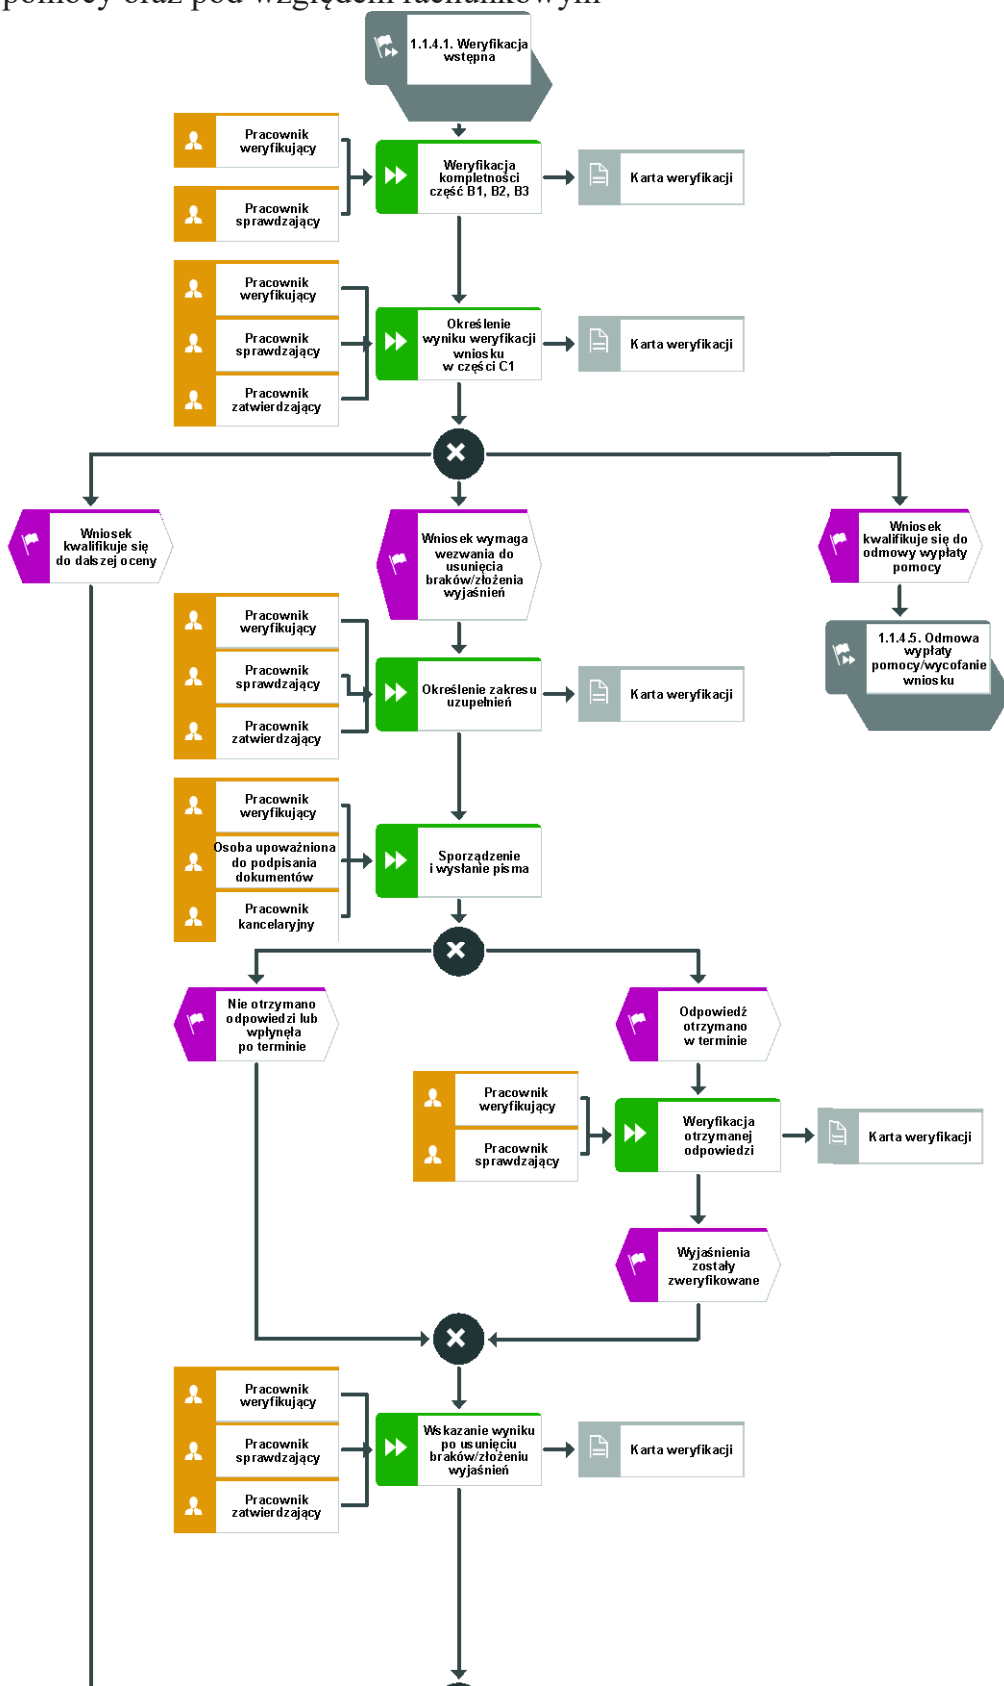 pomocy oraz pod względem rachunkowym
1.1.4.1. Weryfikacja
wstępna
Pracownik
weryfikujący
Pracownik
sprawdzający
Weryfikacja
kompletności
część B1, B2, B3
Karta weryfikacji
Pracownik
weryfikujący
Pracownik
sprawdzający
Pracownik
zatwierdzający
Określenie
wyniku weryfikacji
wniosku
w części C1
Karta weryfikacji
Wniosek
kwalifikuje się
do dalszej oceny
Wniosek wymaga
wezwania do
usunięcia
braków/złożenia
wyjaśnień
Wniosek
kwalifikuje się do
odmowy wypłaty
pomocy
1.1.4.5. Odmowa
wypłaty
pomocy/wycofanie
wniosku
Pracownik
weryfikujący
Pracownik
sprawdzający
Pracownik
zatwierdzający
Określenie zakresu
uzupełnień
Karta weryfikacji
Pracownik
weryfikujący
Osoba upoważniona
do podpisania
dokumentów
Pracownik
kancelaryjny
Sporządzenie
i wysłanie pisma
Nie otrzymano
odpowiedzi lub
wpłynęła
po terminie
Odpowiedź
otrzymano
w terminie
Pracownik
weryfikujący
Pracownik
sprawdzający
Weryfikacja
otrzymanej
odpowiedzi
Karta weryfikacji
Wyjaśnienia
zostały
zweryfikowane
Pracownik
weryfikujący
Pracownik
sprawdzający
Pracownik
zatwierdzający
Wskazanie wyniku
po usunięciu
braków/złożeniu
wyjaśnień
Karta weryfikacji